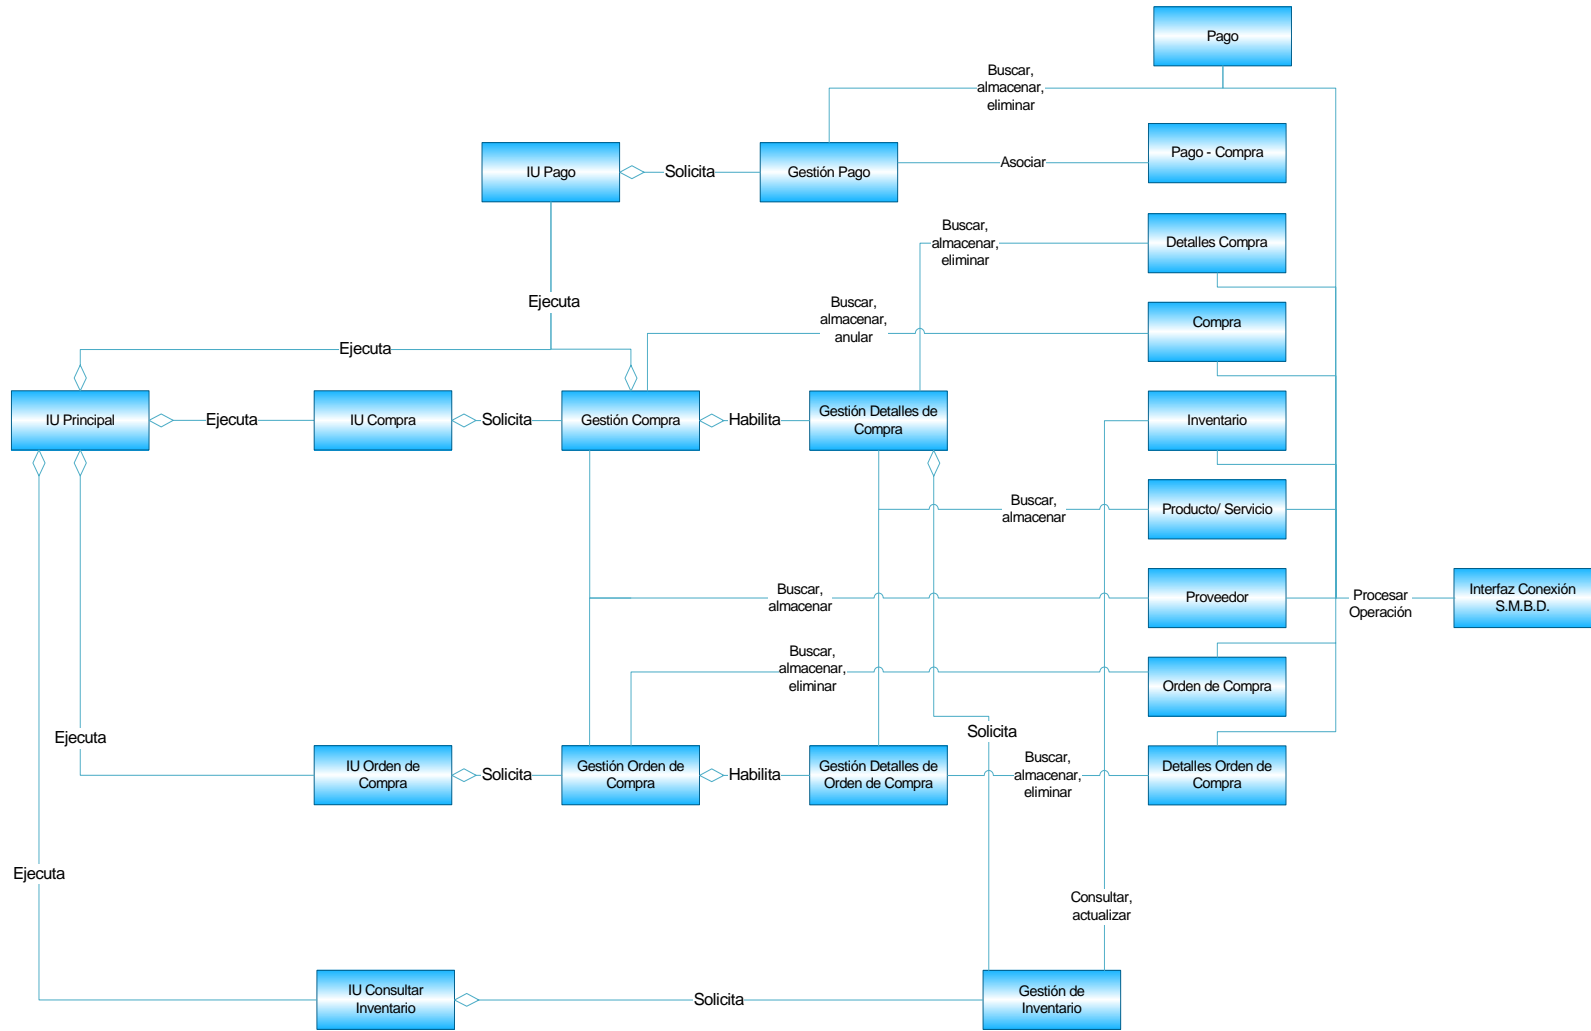 Pago
Buscar,
almacenar,
eliminar
IU Pago
Solicita
Gestión Pago
Asociar
Pago - Compra
Buscar,
almacenar,
eliminar
Detalles Compra
Ejecuta
Buscar,
almacenar,
anular
Compra
Ejecuta
IU Principal
Ejecuta
IU Compra
Solicita
Gestión Compra
Habilita
Gestión Detalles de
Compra
Inventario
Buscar,
almacenar
Producto/ Servicio
Buscar,
almacenar
Proveedor
Procesar
Operación
Interfaz Conexión
S.M.B.D.
Buscar,
almacenar,
eliminar
Orden de Compra
Ejecuta
IU Orden de
Compra
Solicita
Gestión Orden de
Compra
Habilita
Gestión Detalles de
Orden de Compra
Solicita
Buscar,
almacenar,
eliminar
Detalles Orden de
Compra
Ejecuta
Consultar,
actualizar
IU Consultar
Inventario
Solicita
Gestión de
Inventario